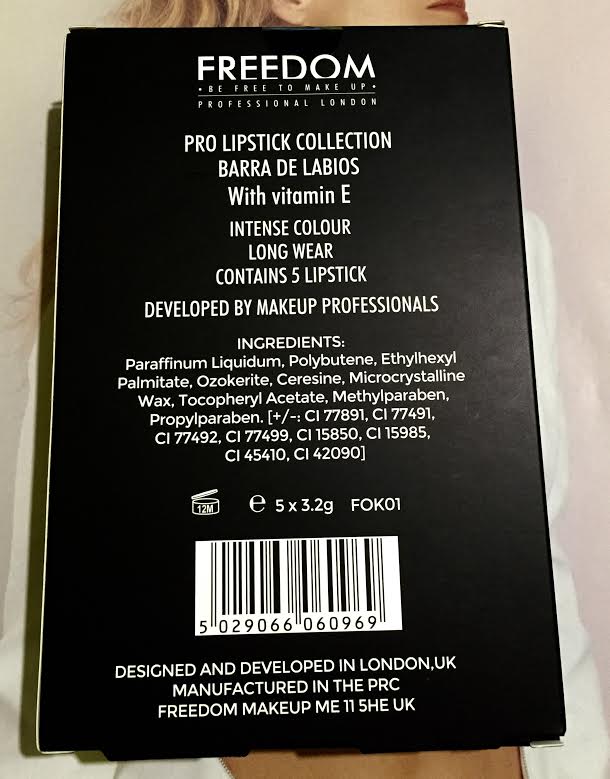 FREEDOM
• BE FREE TO MAKE UP •
PROFESSIONAL LONDON
PRO LIPSTICK COLLECTION
BARRA DE LABIOS
With vitamin E
INTENSE COLOUR
LONG WEAR
CONTAINS 5 LIPSTICK
DEVELOPED BY MAKEUP PROFESSIONALS
INGREDIENTS:
Paraffinum Liquidum, Polybutene, Ethylhexyl
Palmitate, Ozokerite, Ceresine, Microcrystalline
Wax, Tocopheryl Acetate, Methylparaben,
Propylparaben. [+/-: CI 77891, CI 77491,
CI 77492, CI 77499, CI 15850, CI 15985,
CI 45410, CI 42090]
12M e 5 x 3.2g FOK01
5 029066 060969
DESIGNED AND DEVELOPED IN LONDON,UK
MANUFACTURED IN THE PRC
FREEDOM MAKEUP ME 11 5HE UK